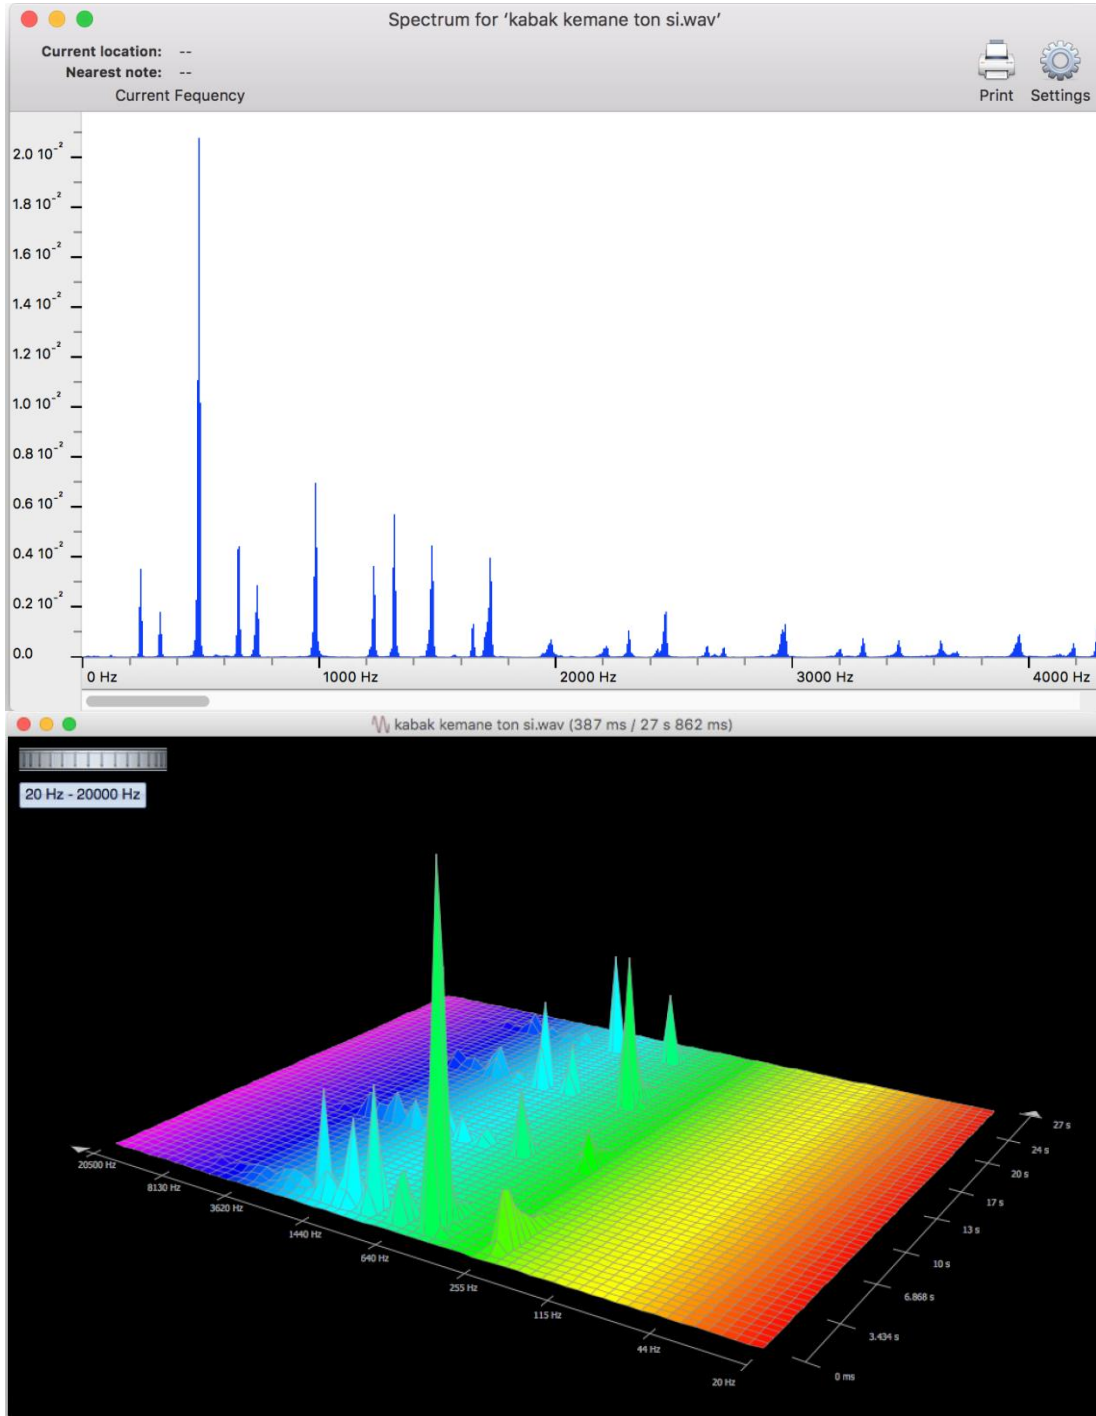 Spectrum for ‘kabak kemane ton si.wav’
Current location: --
Nearest note: --
Current Fequency
Print Settings
2.0 10⁻²
1.8 10⁻²
1.6 10⁻²
1.4 10⁻²
1.2 10⁻²
1.0 10⁻²
0.8 10⁻²
0.6 10⁻²
0.4 10⁻²
0.2 10⁻²
0.0
0 Hz 1000 Hz 2000 Hz 3000 Hz 4000 Hz
kabak kemane ton si.wav (387 ms / 27 s 862 ms)
20 Hz - 20000 Hz
20500 Hz
8130 Hz
3620 Hz
1440 Hz
640 Hz
255 Hz
115 Hz
44 Hz
20 Hz
27 s
24 s
20 s
17 s
13 s
10 s
6.868 s
3.434 s
0 ms